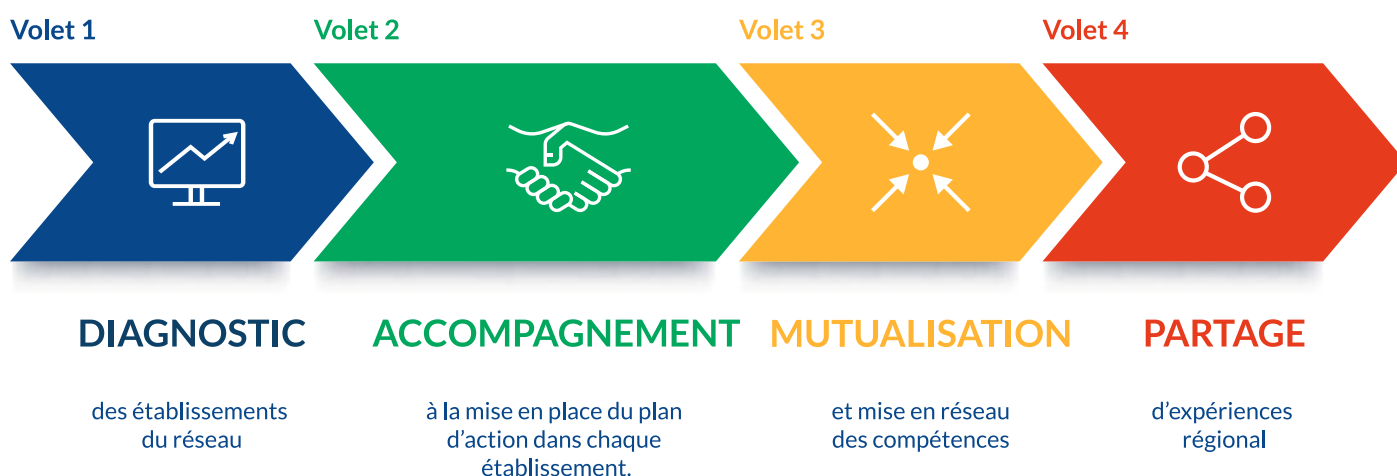 Volet 1
Volet 2
Volet 3
Volet 4
DIAGNOSTIC
ACCOMPAGNEMENT
MUTUALISATION
PARTAGE
des établissements
du réseau
à la mise en place du plan
d’action dans chaque
établissement.
et mise en réseau
des compétences
d’expériences
régional